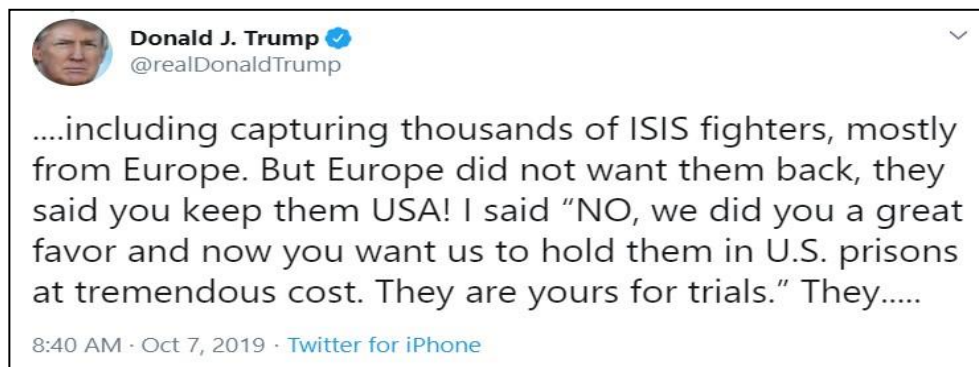 Donald J. Trump
@realDonaldTrump
....including capturing thousands of ISIS fighters, mostly
from Europe. But Europe did not want them back, they
said you keep them USA! I said “NO, we did you a great
favor and now you want us to hold them in U.S. prisons
at tremendous cost. They are yours for trials.” They.....
8:40 AM · Oct 7, 2019 · Twitter for iPhone